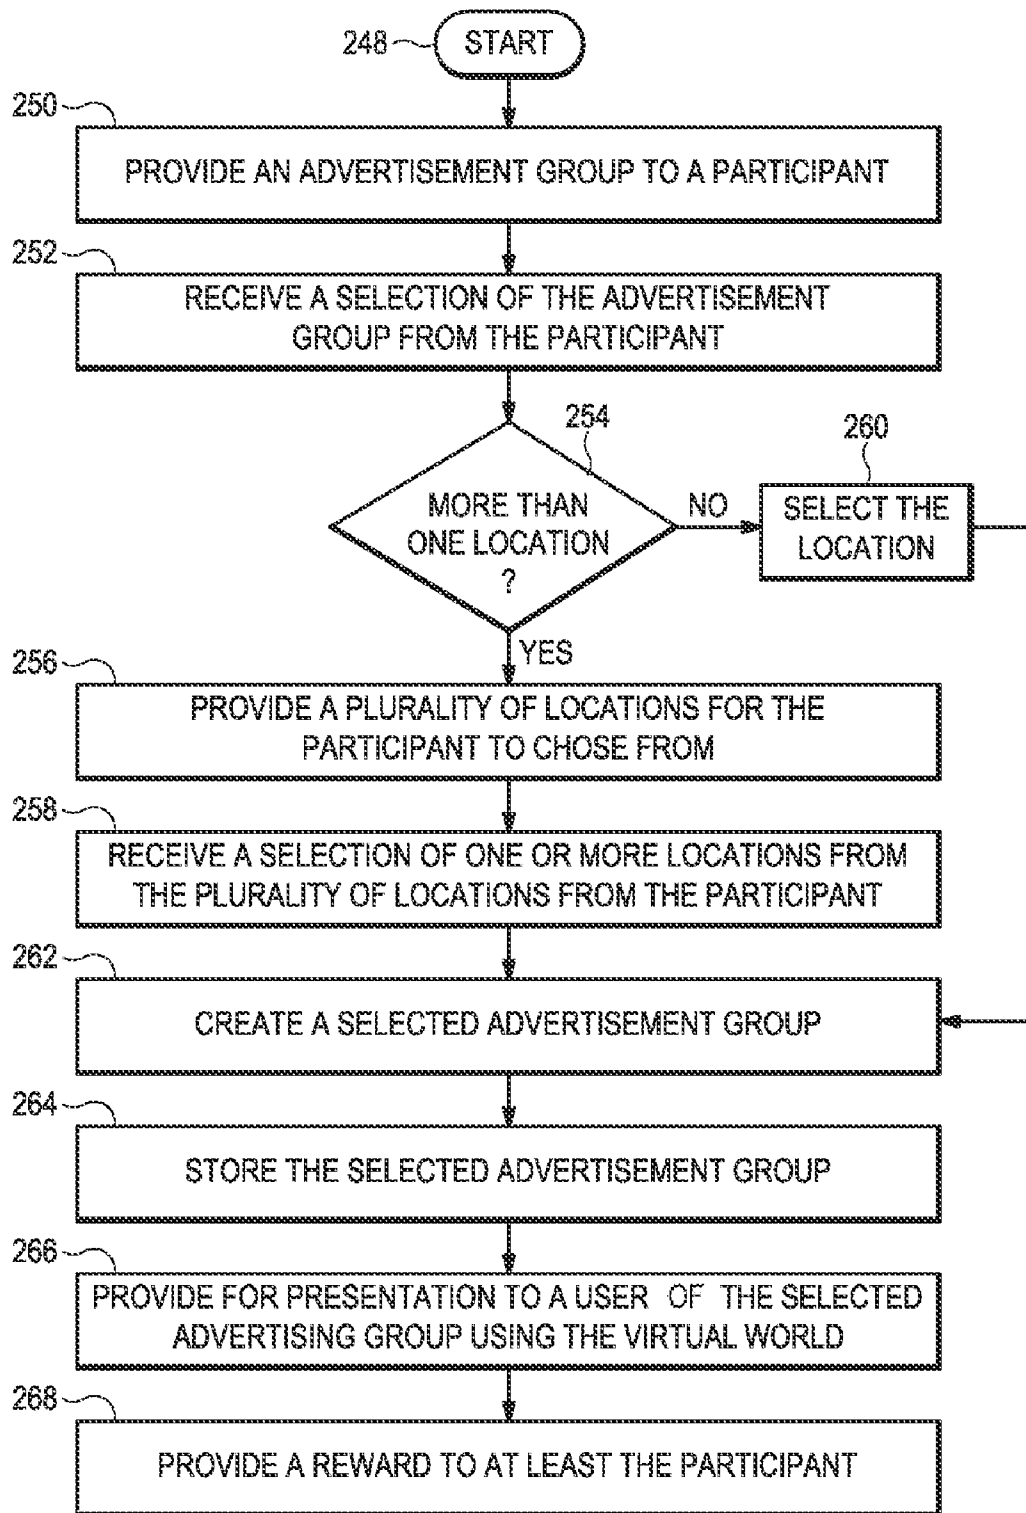 248
START
250
PROVIDE AN ADVERTISEMENT GROUP TO A PARTICIPANT
252
RECEIVE A SELECTION OF THE ADVERTISEMENT
GROUP FROM THE PARTICIPANT
254
MORE THAN
ONE LOCATION
?
NO
260
SELECT THE
LOCATION
YES
256
PROVIDE A PLURALITY OF LOCATIONS FOR THE
PARTICIPANT TO CHOSE FROM
258
RECEIVE A SELECTION OF ONE OR MORE LOCATIONS FROM
THE PLURALITY OF LOCATIONS FROM THE PARTICIPANT
262
CREATE A SELECTED ADVERTISEMENT GROUP
264
STORE THE SELECTED ADVERTISEMENT GROUP
266
PROVIDE FOR PRESENTATION TO A USER OF THE SELECTED
ADVERTISING GROUP USING THE VIRTUAL WORLD
268
PROVIDE A REWARD TO AT LEAST THE PARTICIPANT